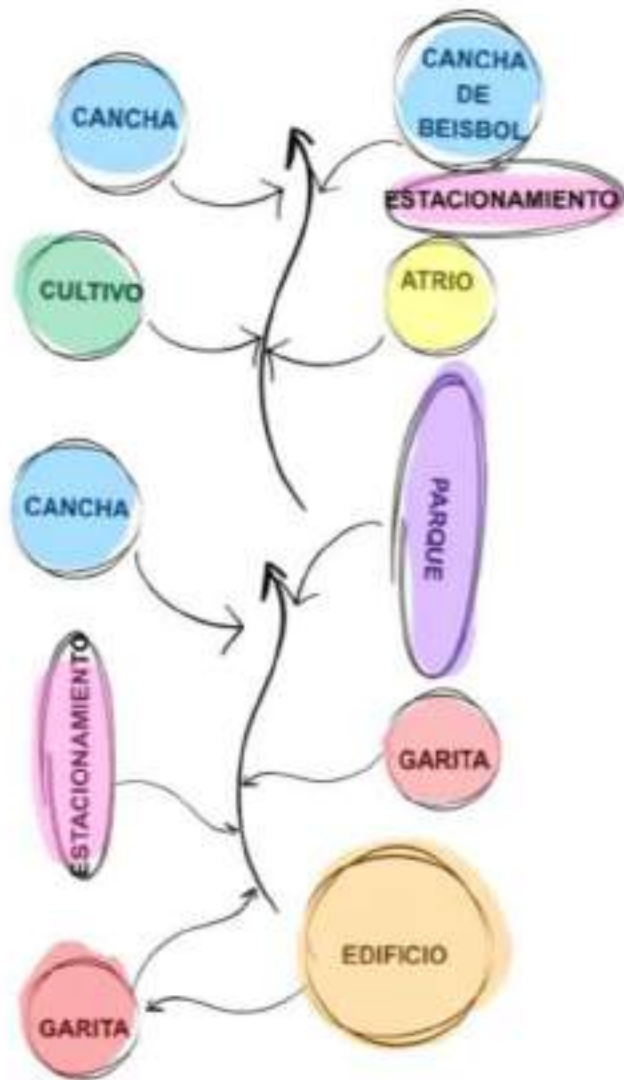 CANCHA
CANCHA
DE
BEISBOL
ESTACIONAMIENTO
CULTIVO
ATRIO
CANCHA
PARQUE
ESTACIONAMIENTO
GARITA
EDIFICIO
GARITA